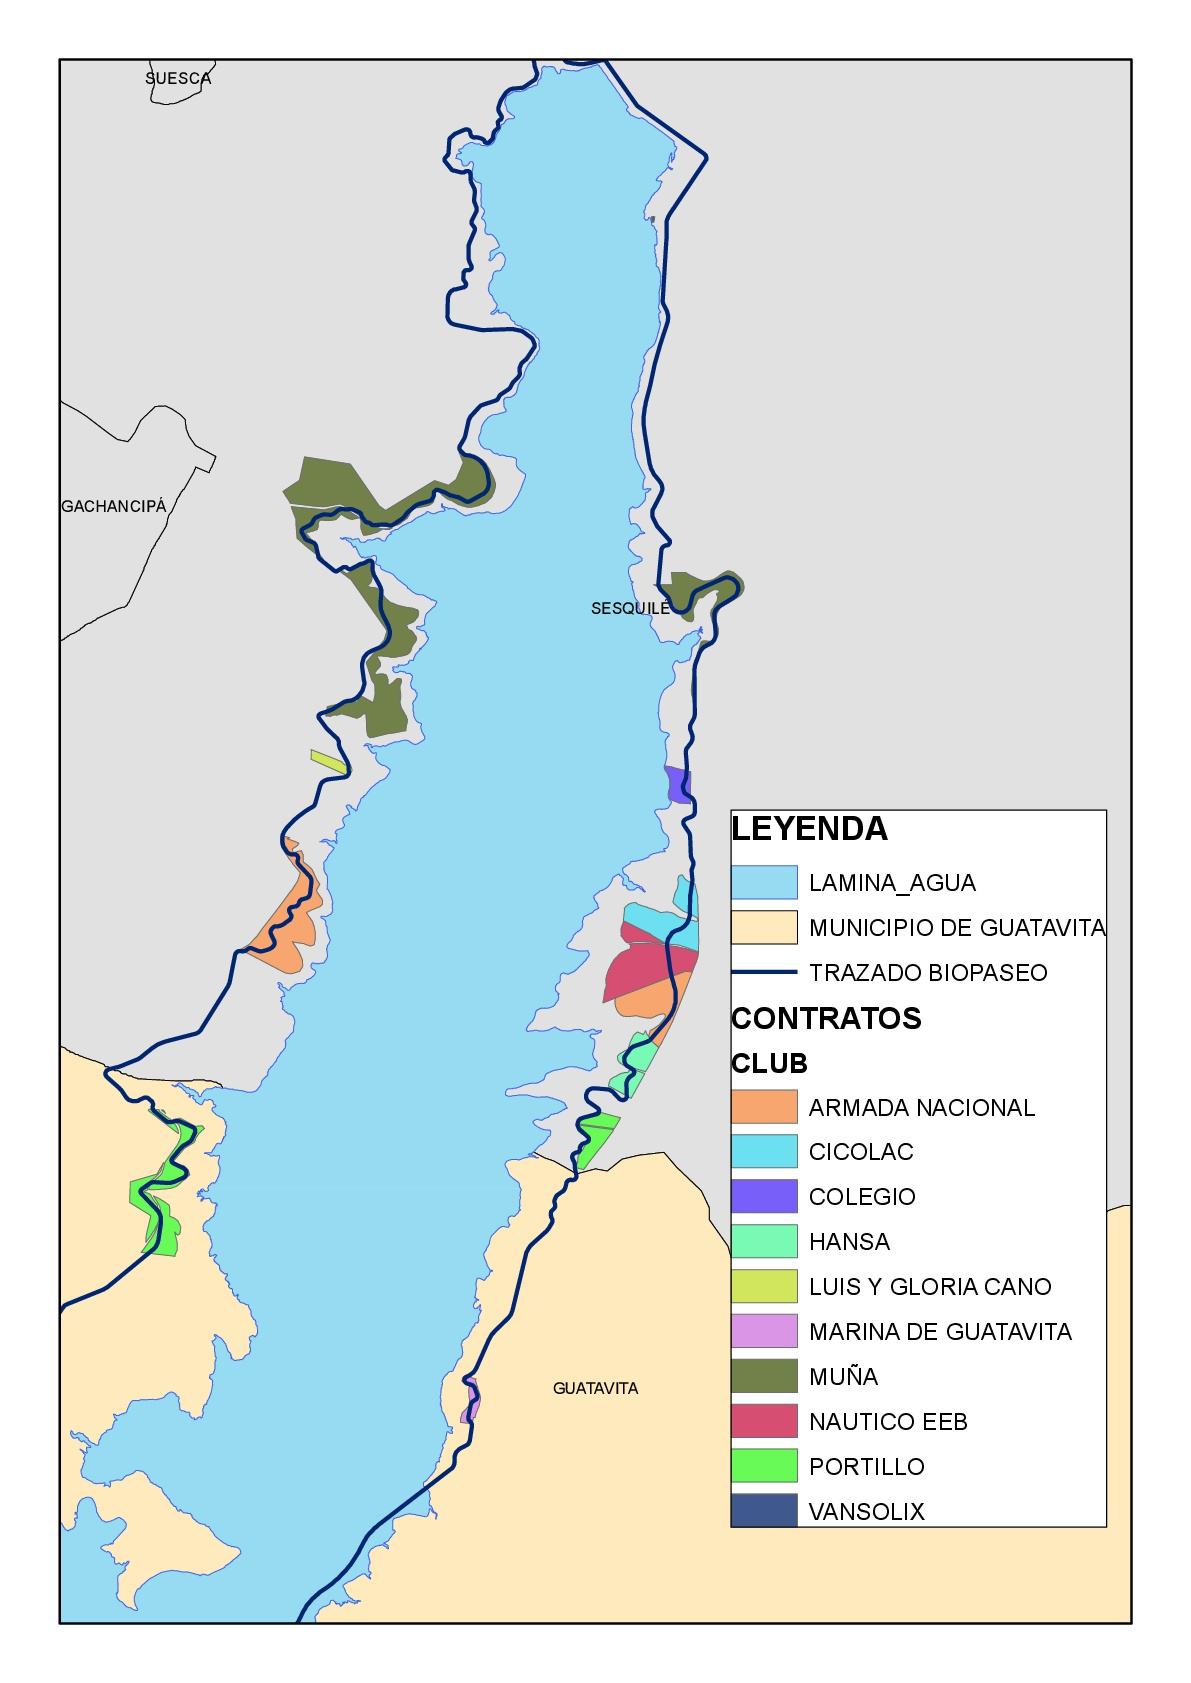 SUESCA
GACHANCIPÁ
SESQUILÉ
GUATAVITA
LEYENDA
LAMINA_AGUA
MUNICIPIO DE GUATAVITA
TRAZADO BIOPASEO
CONTRATOS
CLUB
ARMADA NACIONAL
CICOLAC
COLEGIO
HANSA
LUIS Y GLORIA CANO
MARINA DE GUATAVITA
MUÑA
NAUTICO EEB
PORTILLO
VANSOLIX